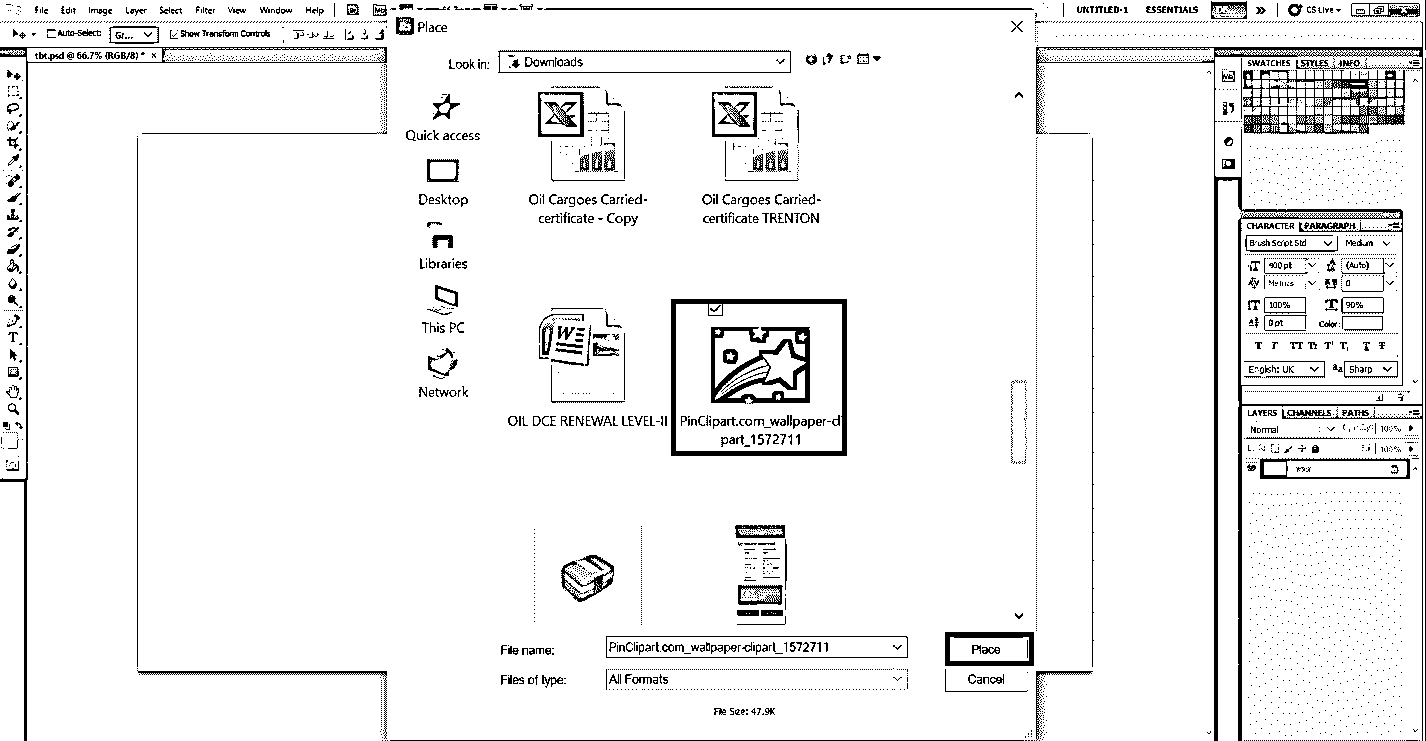 File Edit Image Layer Select Filter View Window Help
UNTITLED-1 ESSENTIALS CS Live
Auto-Select: Gr... Show Transform Controls
tbt.psd @ 66.7% (RGB/8) *
Place
Look in: Downloads
Quick access
Desktop
Libraries
This PC
Network
Oil Cargoes Carried-
certificate - Copy
Oil Cargoes Carried-
certificate TRENTON
OIL DCE RENEWAL LEVEL-II
PinClipart.com_wallpaper-cl
part_1572711
File name: PinClipart.com_wallpaper-clipart_1572711
Place
Files of type: All Formats
Cancel
File Size: 47.9K
SWATCHES STYLES INFO
CHARACTER PARAGRAPH
Brush Script Std Medium
900 pt (Auto)
Metrics 0
100% 90%
0 pt Color:
English: UK aa Sharp
LAYERS CHANNELS PATHS
Normal 100%
100%